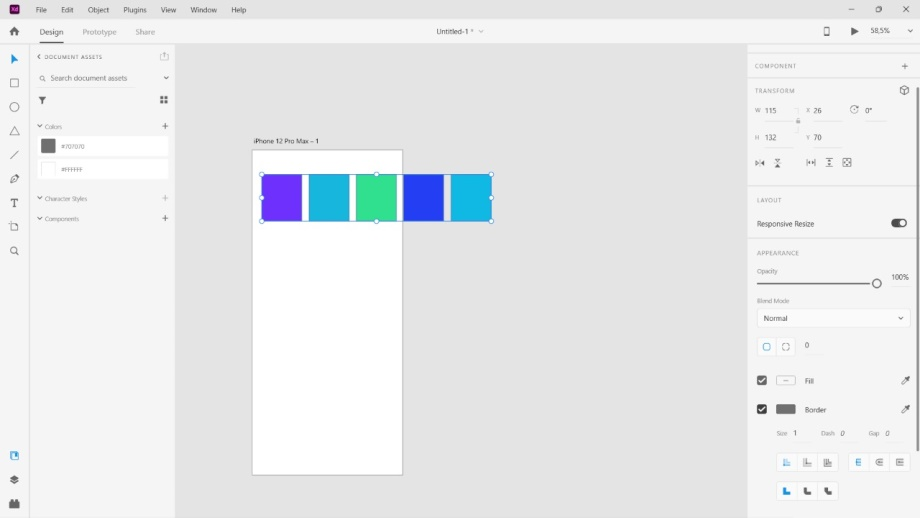 Xd File Edit Object Plugins View Window Help
Design Prototype Share Untitled-1 * 58,5%
DOCUMENT ASSETS
Search document assets
Colors
#707070
#FFFFFF
Character Styles
Components
iPhone 12 Pro Max – 1
COMPONENT
TRANSFORM
W 115 X 26 0°
H 132 Y 70
LAYOUT
Responsive Resize
APPEARANCE
Opacity
100%
Blend Mode
Normal
0
Fill
Border
Size 1 Dash 0 Gap 0
T